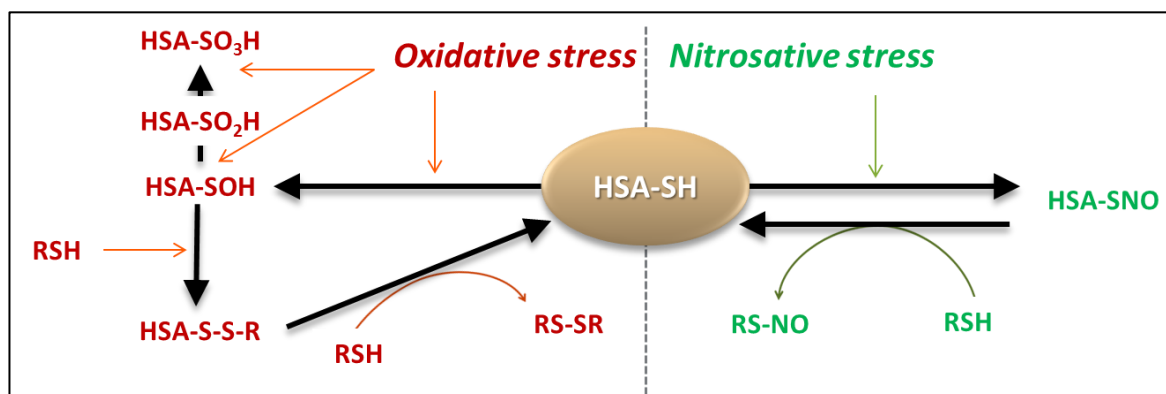 HSA-SO₃H
Oxidative stress
Nitrosative stress
HSA-SO₂H
HSA-SOH
HSA-SH
HSA-SNO
RSH
HSA-S-S-R
RSH
RS-SR
RS-NO
RSH